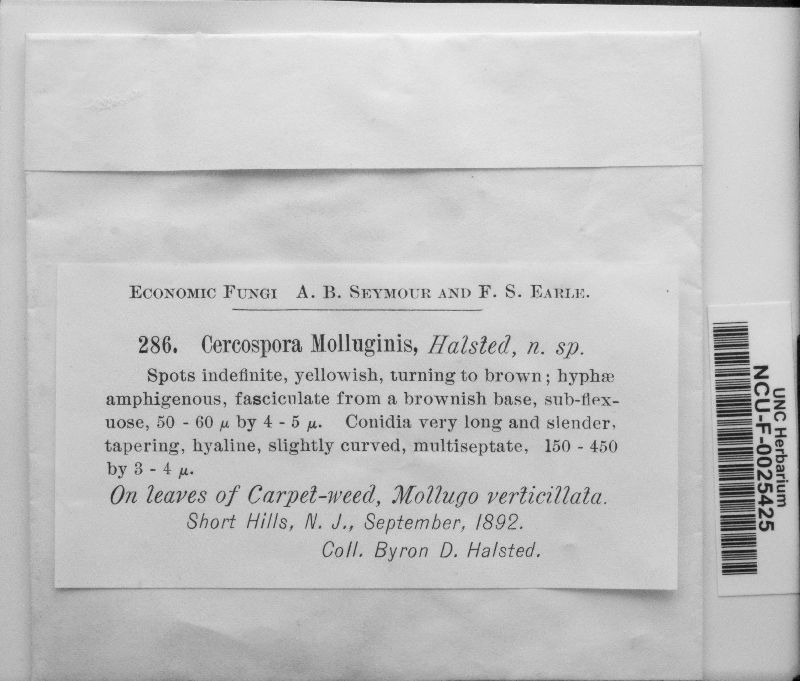 Economic Fungi A. B. Seymour and F. S. Earle.
286. Cercospora Molluginis, Halsted, n. sp.
Spots indefinite, yellowish, turning to brown; hyphæ
amphigenous, fasciculate from a brownish base, sub-flex-
uose, 50 - 60 µ by 4 - 5 µ. Conidia very long and slender,
tapering, hyaline, slightly curved, multiseptate, 150 - 450
by 3 - 4 µ.
On leaves of Carpet-weed, Mollugo verticillata.
Short Hills, N. J., September, 1892.
Coll. Byron D. Halsted.
UNC Herbarium
NCU-F-0025425